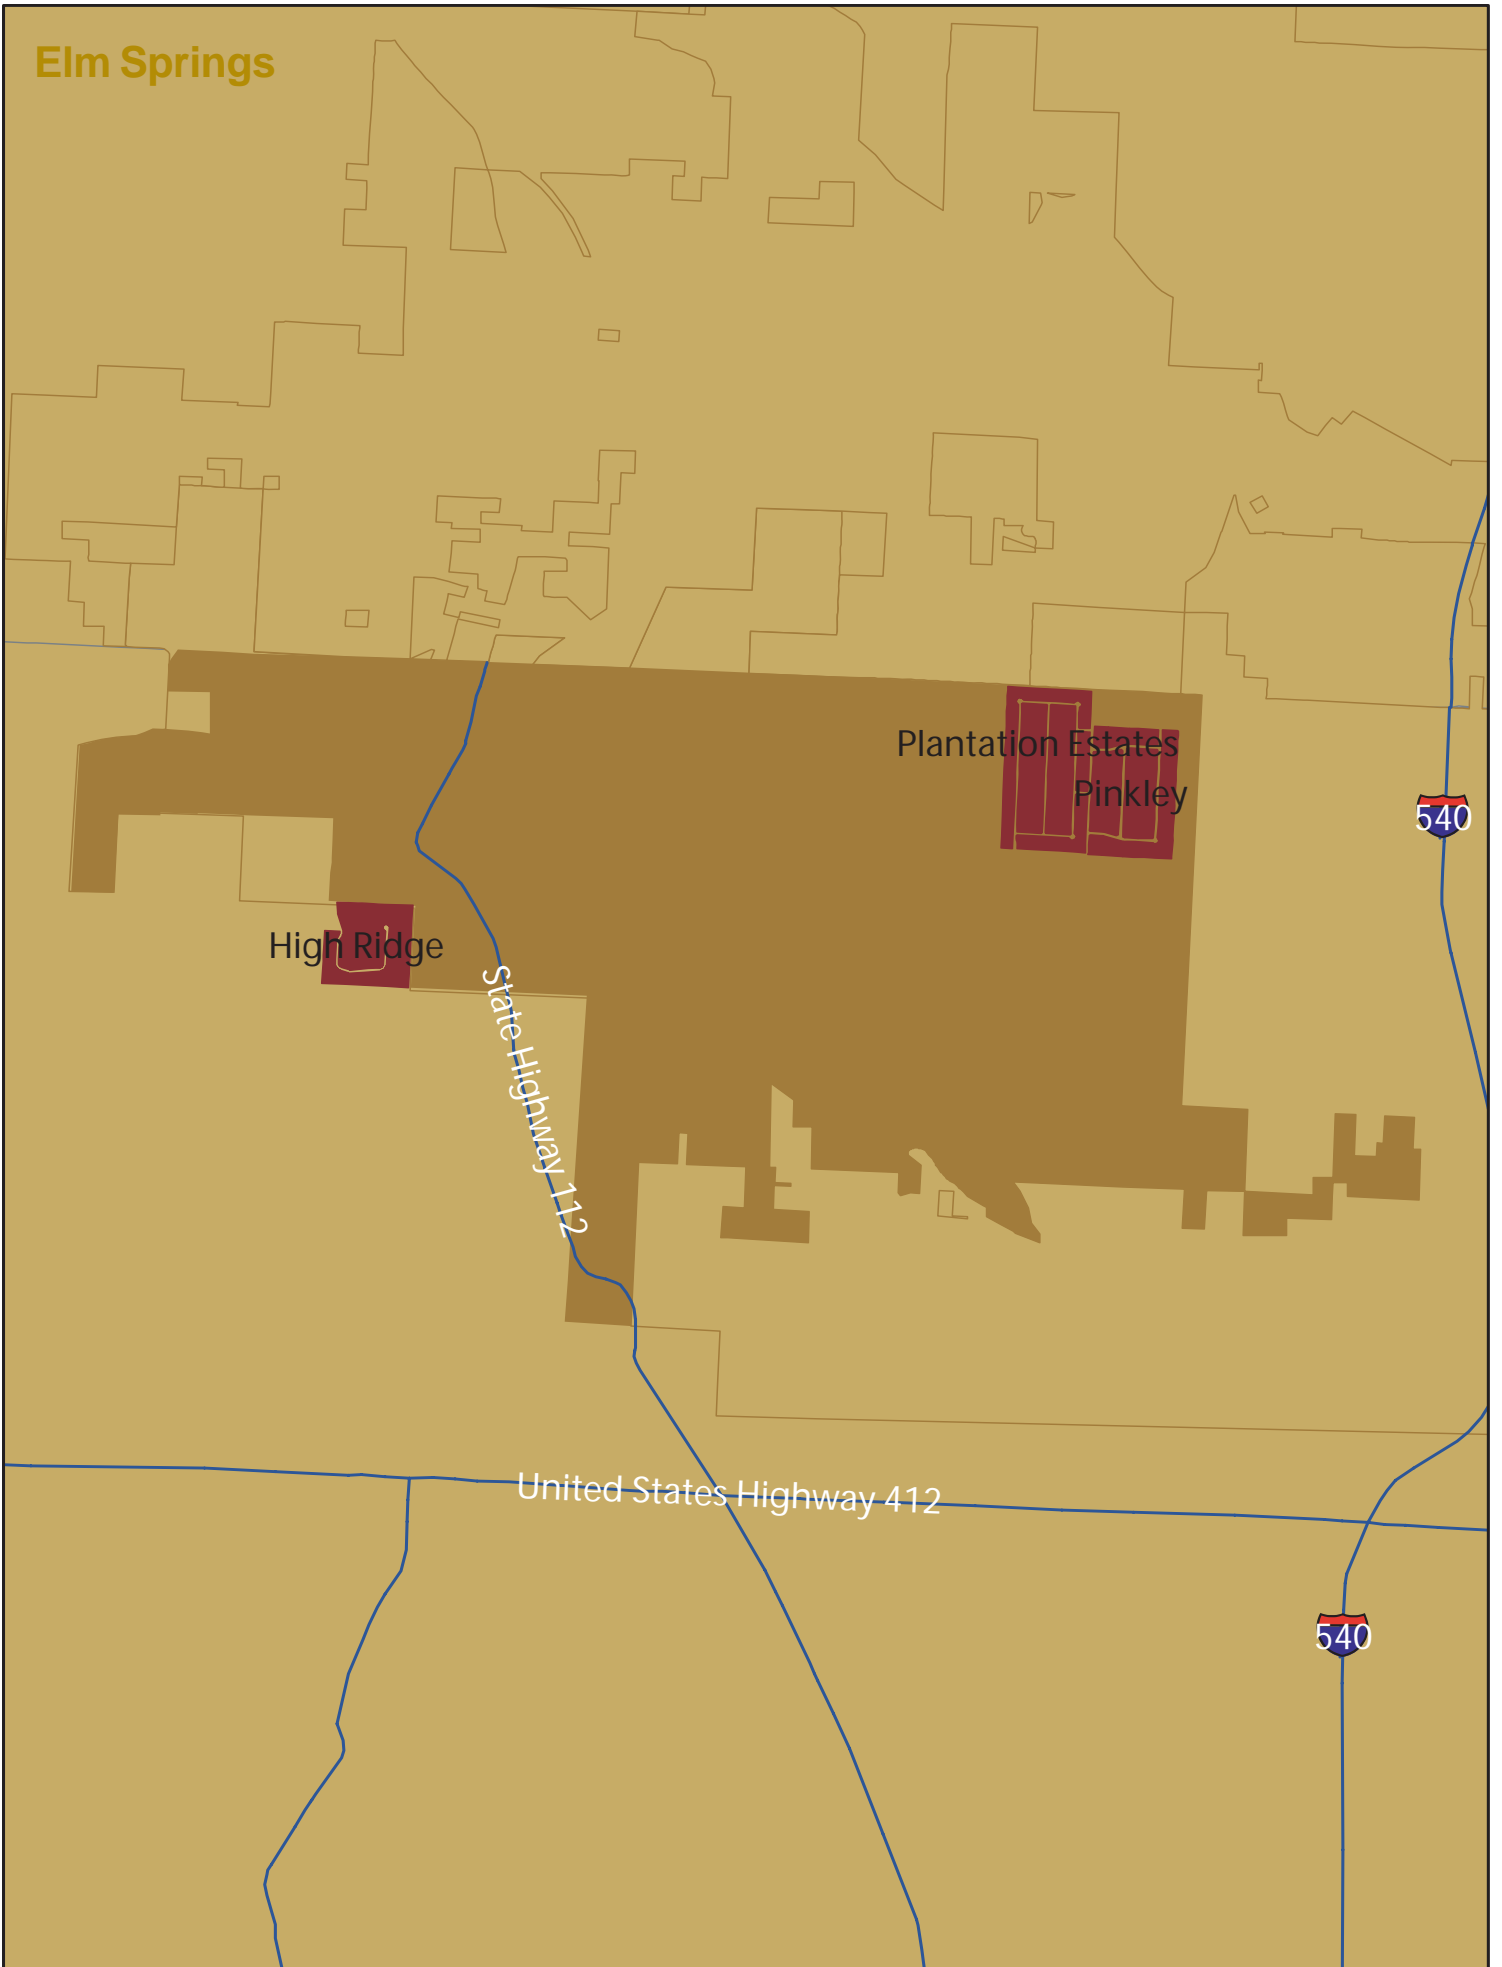 Elm Springs
Plantation Estates
Pinkley
540
High Ridge
State Highway 112
United States Highway 412
540